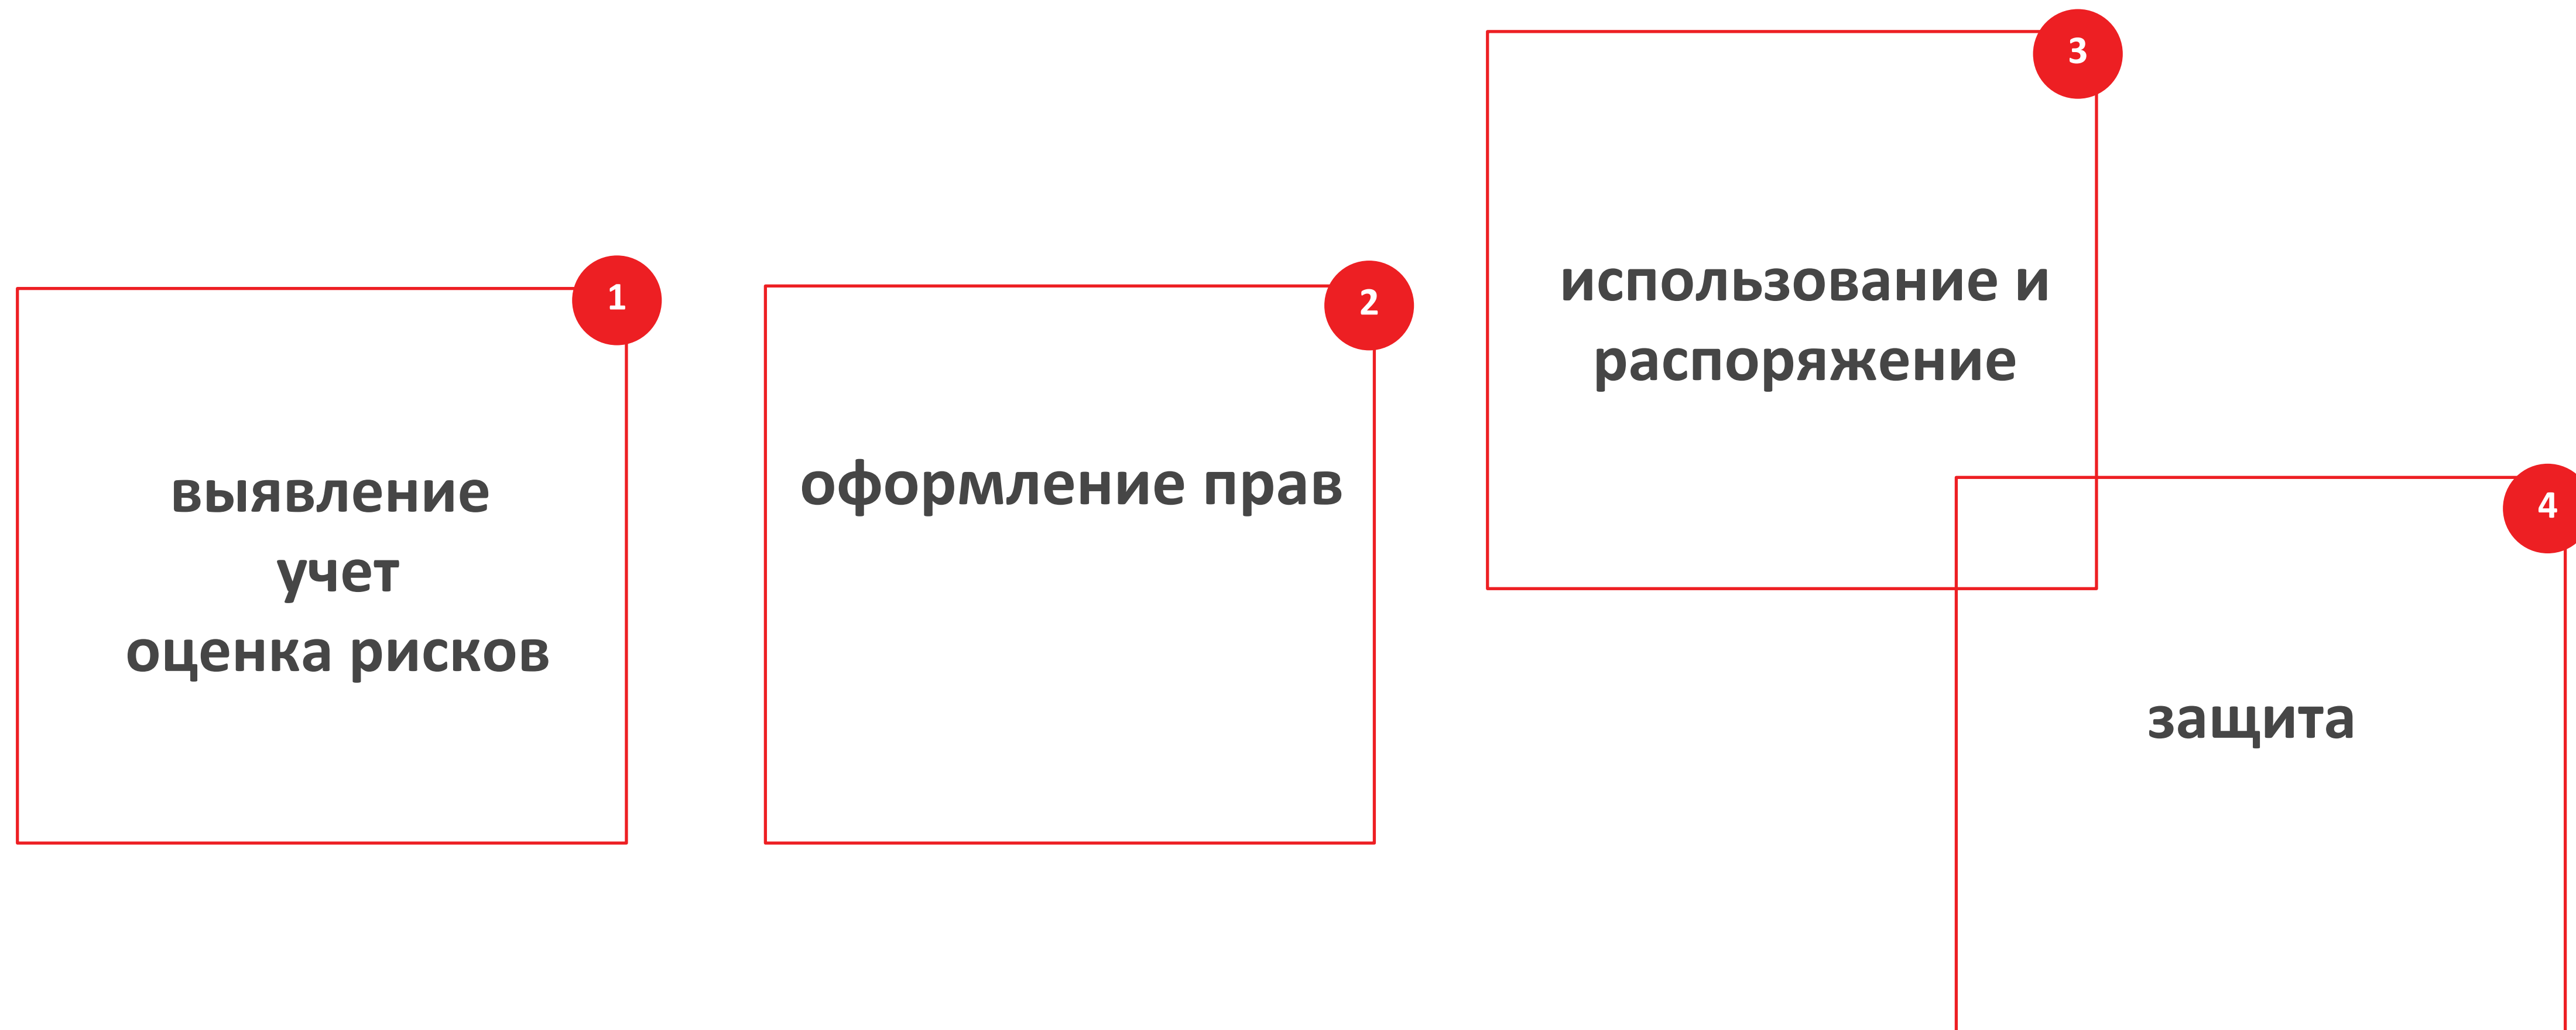 1
выявление
учет
оценка рисков
2
оформление прав
3
использование и
распоряжение
4
защита